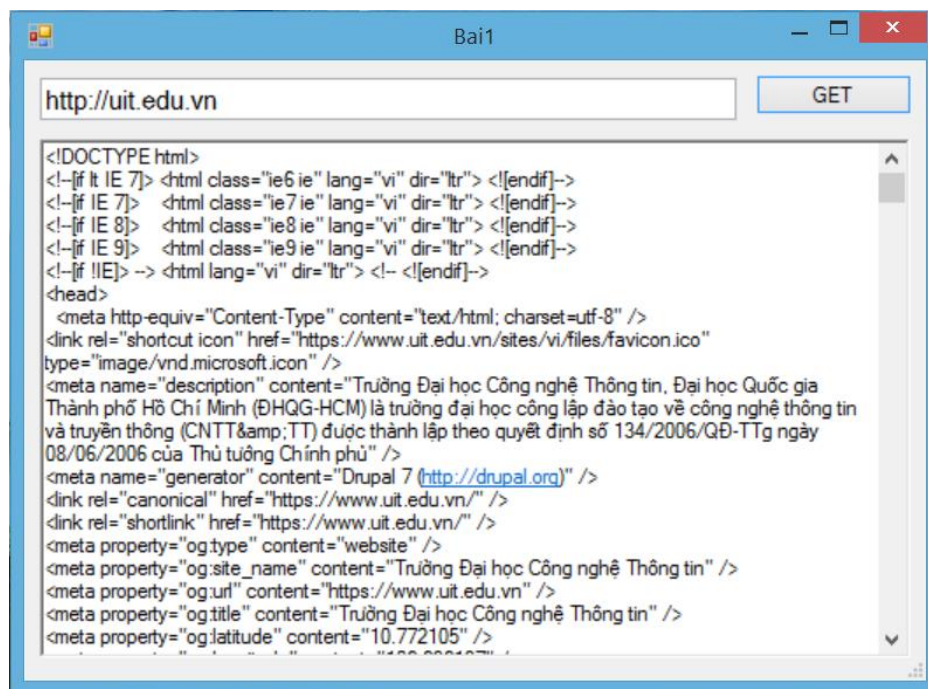 Bai1
http://uit.edu.vn
GET
<!DOCTYPE html>
<!--[if lt IE 7]> <html class="ie6 ie" lang="vi" dir="ltr"> <![endif]-->
<!--[if IE 7]>    <html class="ie7 ie" lang="vi" dir="ltr"> <![endif]-->
<!--[if IE 8]>    <html class="ie8 ie" lang="vi" dir="ltr"> <![endif]-->
<!--[if IE 9]>    <html class="ie9 ie" lang="vi" dir="ltr"> <![endif]-->
<!--[if !IE]> --> <html lang="vi" dir="ltr"> <!-- <![endif]-->
<head>
  <meta http-equiv="Content-Type" content="text/html; charset=utf-8" />
<link rel="shortcut icon" href="https://www.uit.edu.vn/sites/vi/files/favicon.ico"
type="image/vnd.microsoft.icon" />
<meta name="description" content="Trường Đại học Công nghệ Thông tin, Đại học Quốc gia
Thành phố Hồ Chí Minh (ĐHQG-HCM) là trường đại học công lập đào tạo về công nghệ thông tin
và truyền thông (CNTT&amp;TT) được thành lập theo quyết định số 134/2006/QĐ-TTg ngày
08/06/2006 của Thủ tướng Chính phủ" />
<meta name="generator" content="Drupal 7 (http://drupal.org)" />
<link rel="canonical" href="https://www.uit.edu.vn/" />
<link rel="shortlink" href="https://www.uit.edu.vn/" />
<meta property="og:type" content="website" />
<meta property="og:site_name" content="Trường Đại học Công nghệ Thông tin" />
<meta property="og:url" content="https://www.uit.edu.vn" />
<meta property="og:title" content="Trường Đại học Công nghệ Thông tin" />
<meta property="og:latitude" content="10.772105" />